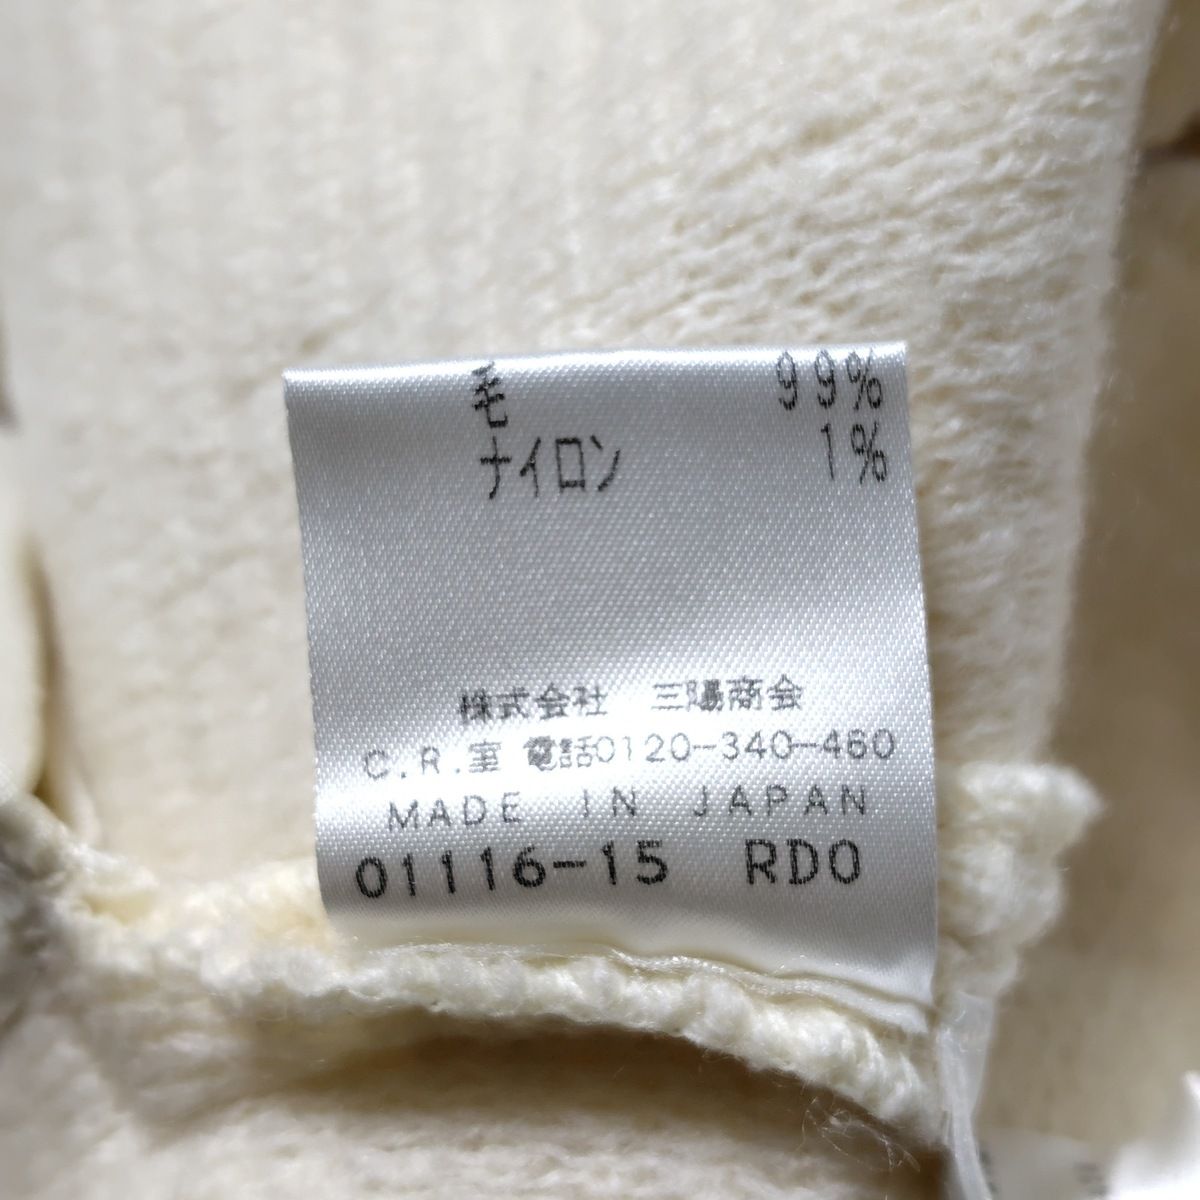 毛 99%
ナイロン 1%
株式会社 三陽商会
C.R.室 電話0120-340-460
MADE IN JAPAN
01116-15 RDO